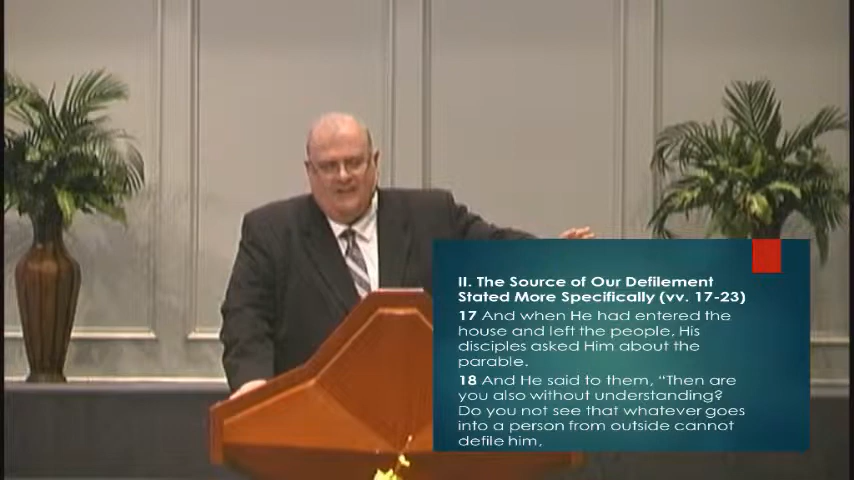 II. The Source of Our Defilement
Stated More Specifically (vv. 17-23)
17 And when He had entered the
house and left the people, His
disciples asked Him about the
parable.
18 And He said to them, “Then are
you also without understanding?
Do you not see that whatever goes
into a person from outside cannot
defile him,